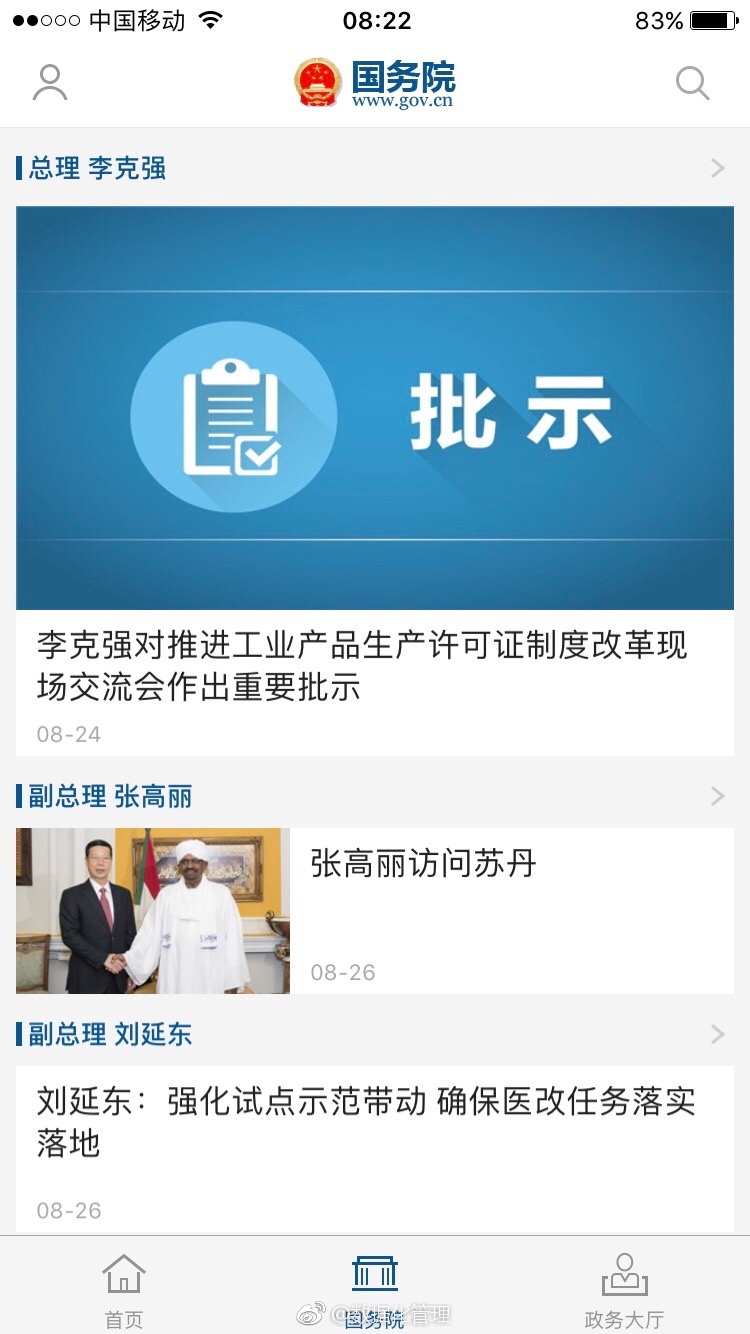 中国移动 08:22 83%
国务院
www.gov.cn
总理 李克强
批示
李克强对推进工业产品生产许可证制度改革现
场交流会作出重要批示
08-24
副总理 张高丽
张高丽访问苏丹
08-26
副总理 刘延东
刘延东：强化试点示范带动 确保医改任务落实
落地
08-26
首页 国务院 政务大厅
@数据化管理